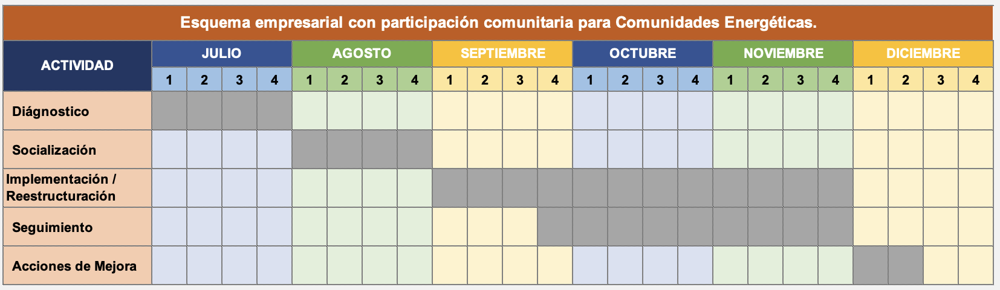 Esquema empresarial con participación comunitaria para Comunidades Energéticas.
ACTIVIDAD
JULIO AGOSTO SEPTIEMBRE OCTUBRE NOVIEMBRE DICIEMBRE
1 2 3 4 1 2 3 4 1 2 3 4 1 2 3 4 1 2 3 4 1 2 3 4
Diágnostico
Socialización
Implementación /
Reestructuración
Seguimiento
Acciones de Mejora